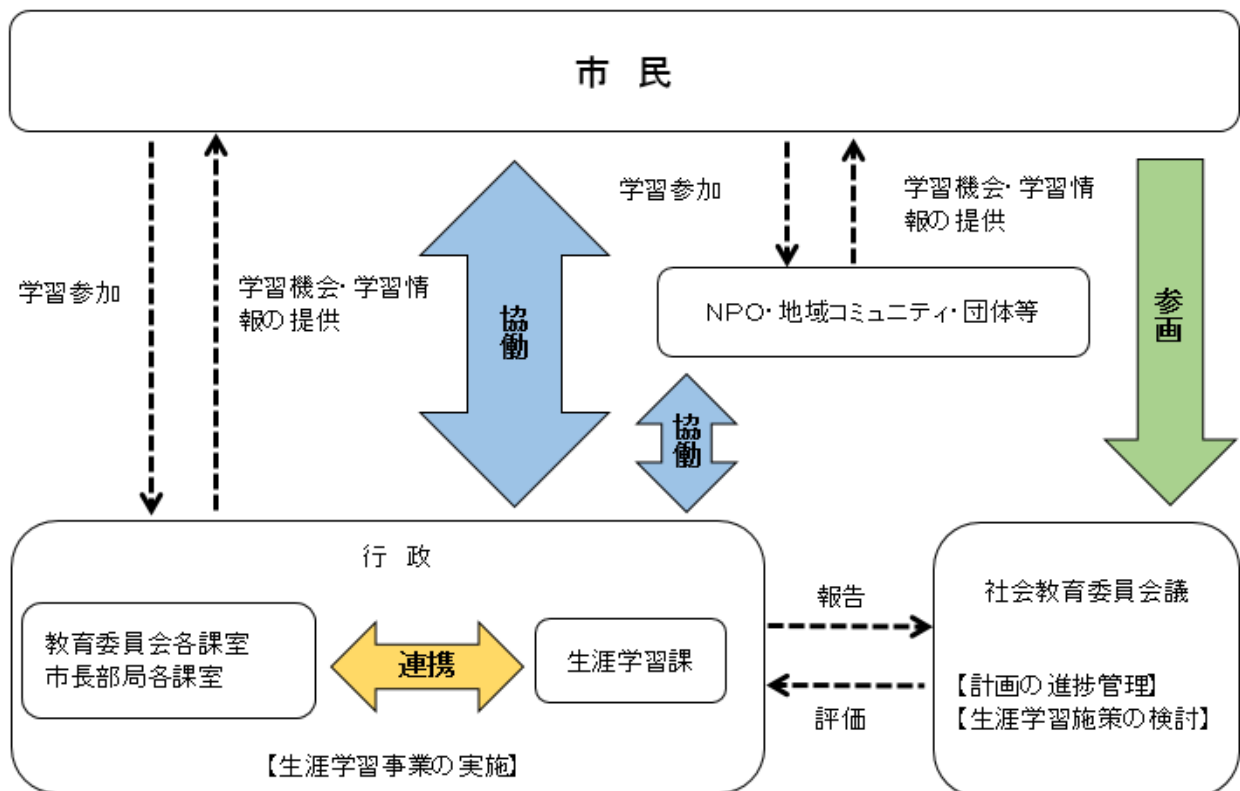 市 民
学習参加
学習機会・学習情
報の提供
協働
学習参加
学習機会・学習情
報の提供
NPO・地域コミュニティ・団体等
協働
参画
行 政
教育委員会各課室
市長部局各課室
連携
生涯学習課
【生涯学習事業の実施】
報告
評価
社会教育委員会議
【計画の進捗管理】
【生涯学習施策の検討】